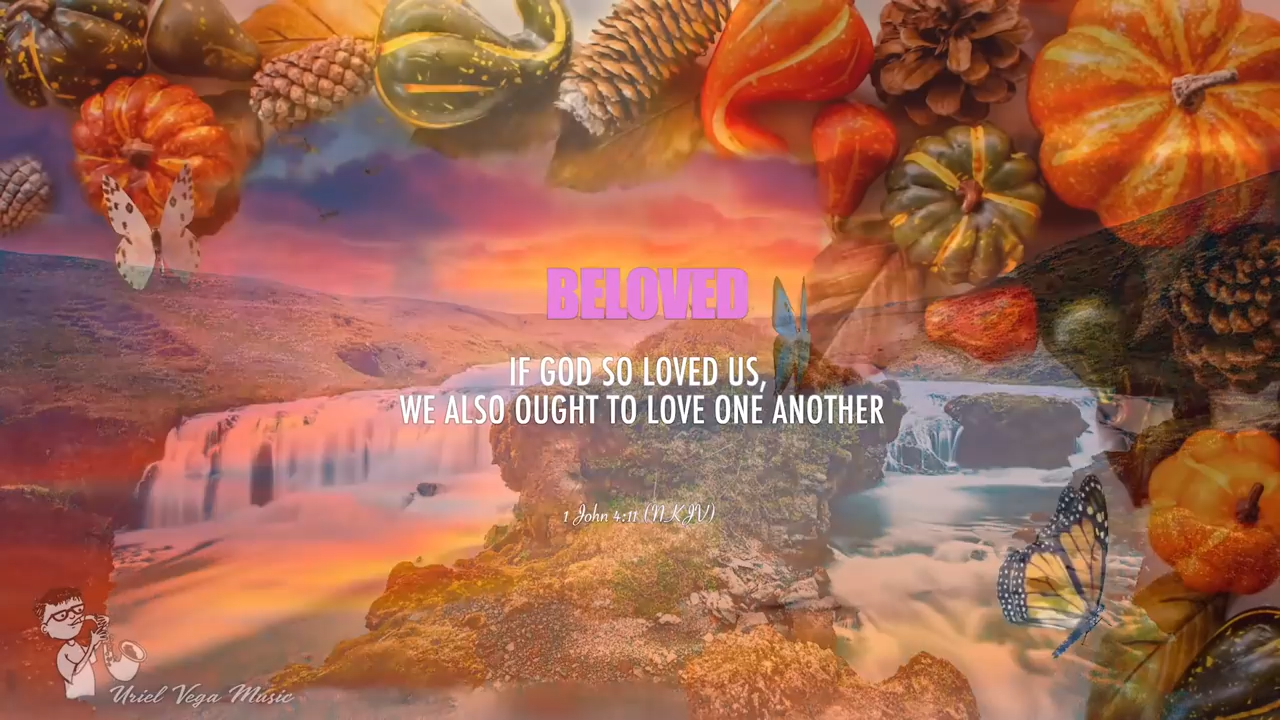 BELOVED
IF GOD SO LOVED US,
WE ALSO OUGHT TO LOVE ONE ANOTHER
1 John 4:11 (NKJV)
Uriel Vega Music